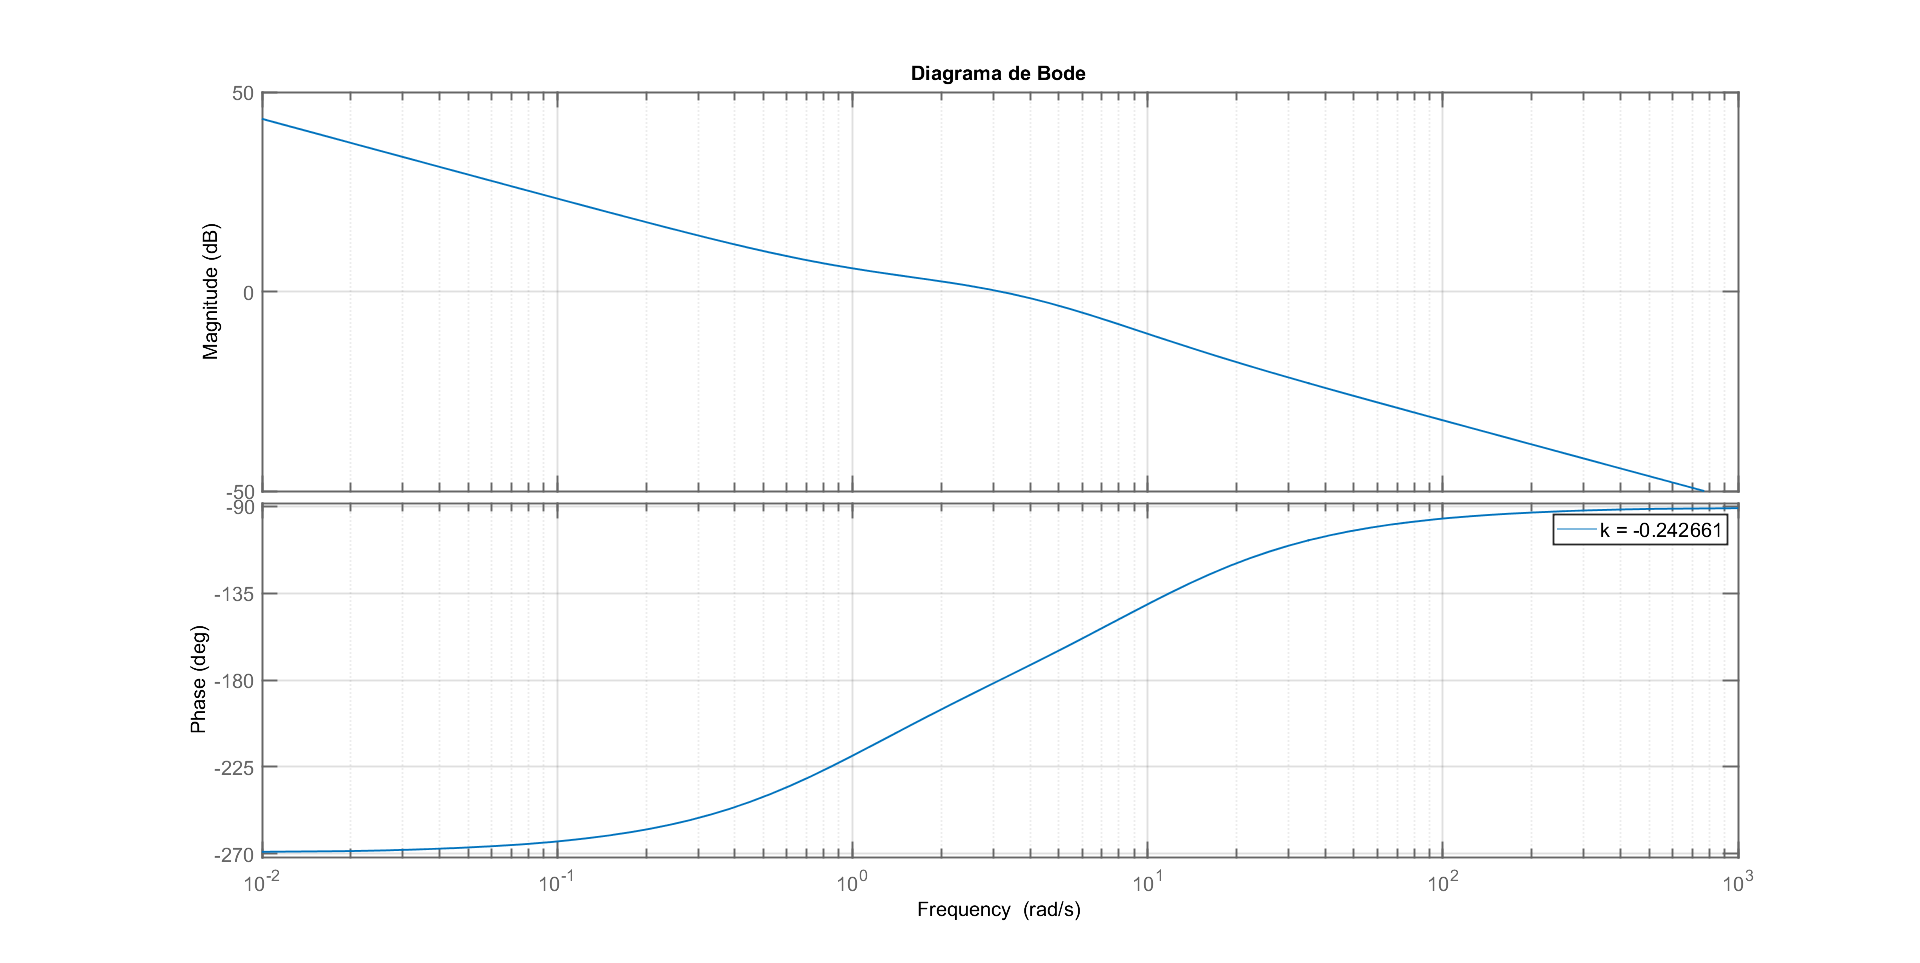 Diagrama de Bode
50
0
-50
Magnitude (dB)
-90
-135
-180
-225
-270
Phase (deg)
k = -0.242661
10^-2
10^-1
10^0
10^1
10^2
10^3
Frequency (rad/s)